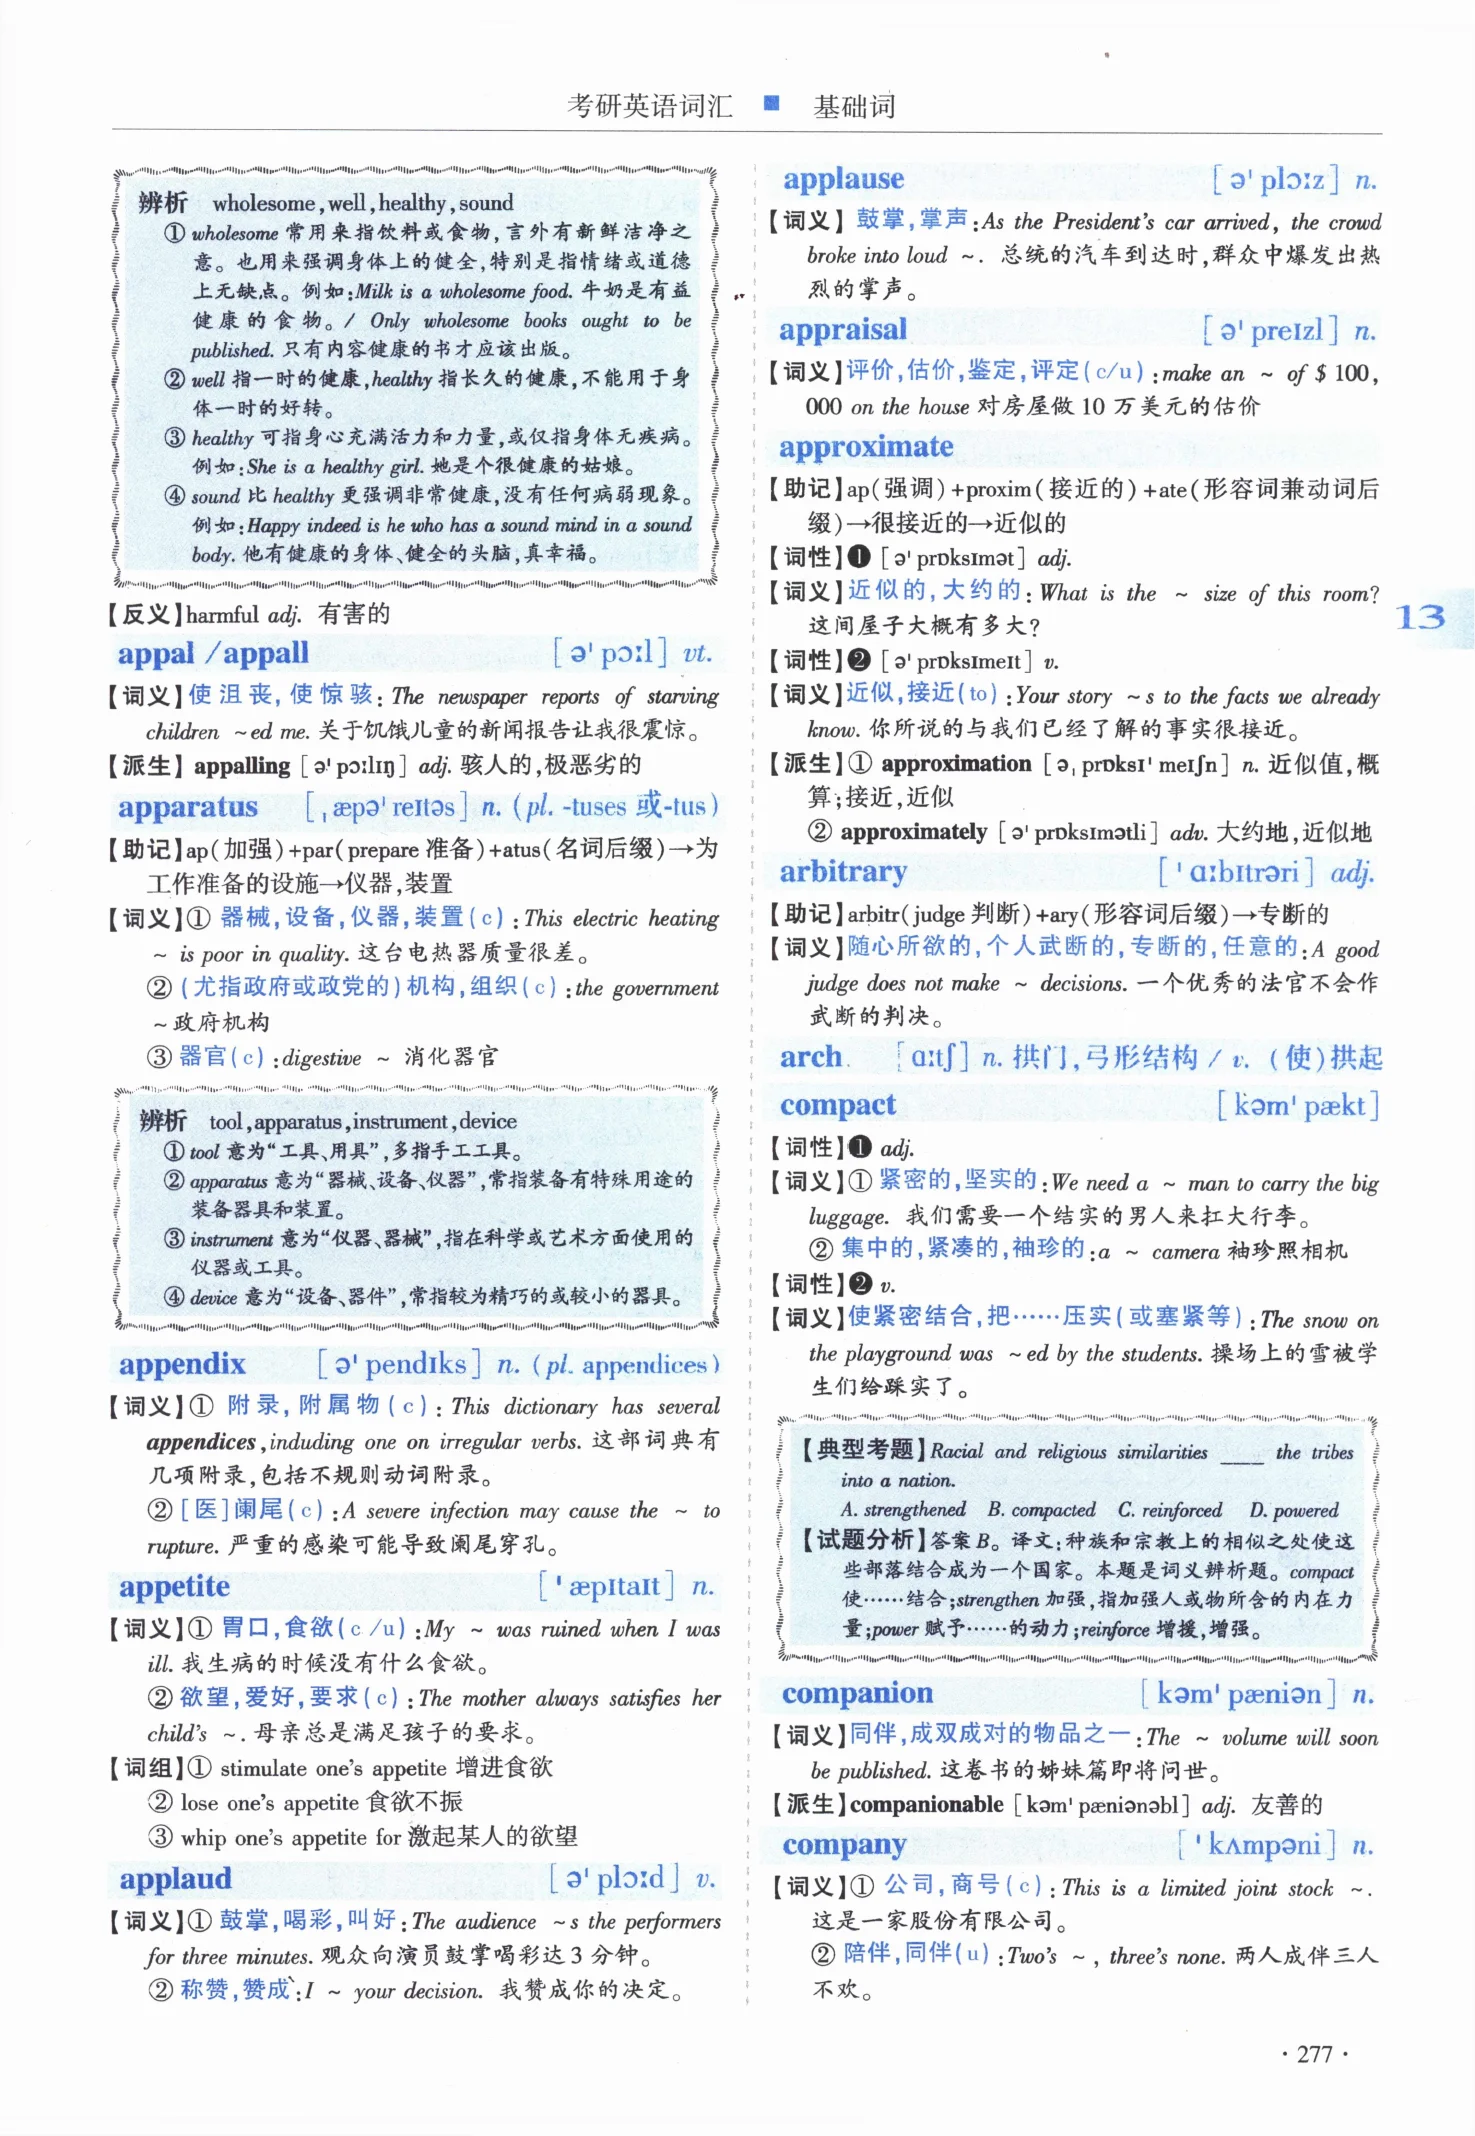 考研英语词汇 ■ 基础词
辨析 wholesome,well,healthy,sound
① wholesome 常用来指饮料或食物,言外有新鲜洁净之
意。也用来强调身体上的健全,特别是指情绪或道德
上无缺点。例如:Milk is a wholesome food. 牛奶是有益
健康的食物。/ Only wholesome books ought to be
published. 只有内容健康的书才应该出版。
② well 指一时的健康,healthy 指长久的健康,不能用于身
体一时的好转。
③ healthy 可指身心充满活力和力量,或仅指身体无疾病。
例如:She is a healthy girl. 她是个很健康的姑娘。
④ sound 比 healthy 更强调非常健康,没有任何病弱现象。
例如:Happy indeed is he who has a sound mind in a sound
body. 他有健康的身体、健全的头脑,真幸福。
【反义】harmful adj. 有害的
appal /appall [ə'pɔːl] vt.
【词义】使沮丧,使惊骇: The newspaper reports of starving
children ~ed me. 关于饥饿儿童的新闻报告让我很震惊。
【派生】appalling [ə'pɔːlɪŋ] adj. 骇人的,极恶劣的
apparatus [ˌæpə'reɪtəs] n. (pl. -tuses 或-tus)
【助记】ap(加强)+par(prepare 准备)+atus(名词后缀)→为
工作准备的设施→仪器,装置
【词义】① 器械,设备,仪器,装置(c):This electric heating
~ is poor in quality. 这台电热器质量很差。
② (尤指政府或政党的)机构,组织(c):the government
~政府机构
③ 器官(c):digestive ~ 消化器官
辨析 tool,apparatus,instrument,device
① tool 意为“工具、用具”,多指手工工具。
② apparatus 意为“器械、设备、仪器”,常指装备有特殊用途的
装备器具和装置。
③ instrument 意为“仪器、器械”,指在科学或艺术方面使用的
仪器或工具。
④ device 意为“设备、器件”,常指较为精巧的或较小的器具。
appendix [ə'pendɪks] n. (pl. appendices)
【词义】① 附录,附属物(c): This dictionary has several
appendices,induding one on irregular verbs. 这部词典有
几项附录,包括不规则动词附录。
② [医]阑尾(c):A severe infection may cause the ~ to
rupture. 严重的感染可能导致阑尾穿孔。
appetite ['æpɪtaɪt] n.
【词义】① 胃口,食欲(c /u):My ~ was ruined when I was
ill. 我生病的时候没有什么食欲。
② 欲望,爱好,要求(c):The mother always satisfies her
child's ~. 母亲总是满足孩子的要求。
【词组】① stimulate one's appetite 增进食欲
② lose one's appetite 食欲不振
③ whip one's appetite for 激起某人的欲望
applaud [ə'plɔːd] v.
【词义】① 鼓掌,喝彩,叫好:The audience ~s the performers
for three minutes. 观众向演员鼓掌喝彩达 3 分钟。
② 称赞,赞成:I ~ your decision. 我赞成你的决定。
applause [ə'plɔːz] n.
【词义】鼓掌,掌声:As the President's car arrived, the crowd
broke into loud ~. 总统的汽车到达时,群众中爆发出热
烈的掌声。
appraisal [ə'preɪzl] n.
【词义】评价,估价,鉴定,评定(c/u):make an ~ of $ 100,
000 on the house 对房屋做 10 万美元的估价
approximate
【助记】ap(强调)+proxim(接近的)+ate(形容词兼动词后
缀)→很接近的→近似的
【词性】❶ [ə'prɒksɪmət] adj.
【词义】近似的,大约的: What is the ~ size of this room?
这间屋子大概有多大?
【词性】❷ [ə'prɒksɪmeɪt] v.
【词义】近似,接近(to):Your story ~s to the facts we already
know. 你所说的与我们已经了解的事实很接近。
【派生】① approximation [əˌprɒksɪ'meɪʃn] n. 近似值,概
算;接近,近似
② approximately [ə'prɒksɪmətli] adv. 大约地,近似地
arbitrary ['ɑːbɪtrəri] adj.
【助记】arbitr(judge 判断)+ary(形容词后缀)→专断的
【词义】随心所欲的,个人武断的,专断的,任意的:A good
judge does not make ~ decisions. 一个优秀的法官不会作
武断的判决。
arch [ɑːtʃ] n. 拱门,弓形结构 / v. (使)拱起
compact [kəm'pækt]
【词性】❶ adj.
【词义】① 紧密的,坚实的:We need a ~ man to carry the big
luggage. 我们需要一个结实的男人来扛大行李。
② 集中的,紧凑的,袖珍的:a ~ camera 袖珍照相机
【词性】❷ v.
【词义】使紧密结合,把……压实(或塞紧等):The snow on
the playground was ~ed by the students. 操场上的雪被学
生们给踩实了。
【典型考题】Racial and religious similarities ____ the tribes
into a nation.
A. strengthened B. compacted C. reinforced D. powered
【试题分析】答案 B。译文:种族和宗教上的相似之处使这
些部落结合成为一个国家。本题是词义辨析题。compact
使……结合;strengthen 加强,指加强人或物所含的内在力
量;power 赋予……的动力;reinforce 增援,增强。
companion [kəm'pæniən] n.
【词义】同伴,成双成对的物品之一:The ~ volume will soon
be published. 这卷书的姊妹篇即将问世。
【派生】companionable [kəm'pæniənəbl] adj. 友善的
company ['kʌmpəni] n.
【词义】① 公司,商号(c):This is a limited joint stock ~.
这是一家股份有限公司。
② 陪伴,同伴(u):Two's ~, three's none. 两人成伴三人
不欢。
13
· 277 ·